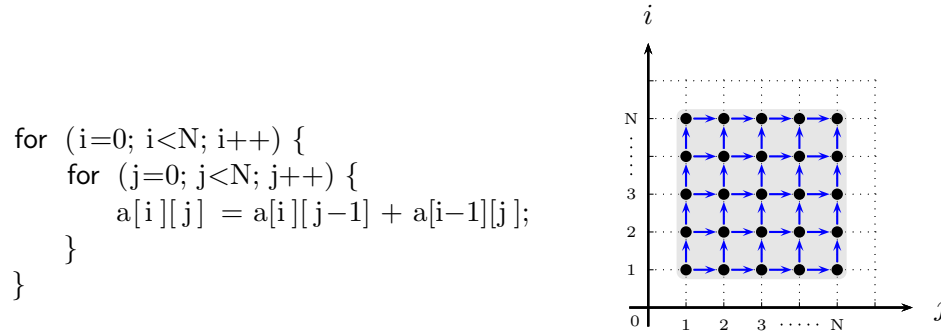 for (i=0; i<N; i++) {
for (j=0; j<N; j++) {
a[i][j] = a[i][j−1] + a[i−1][j];
}
}
i
N
3
2
1
0
1 2 3 ····· N
j